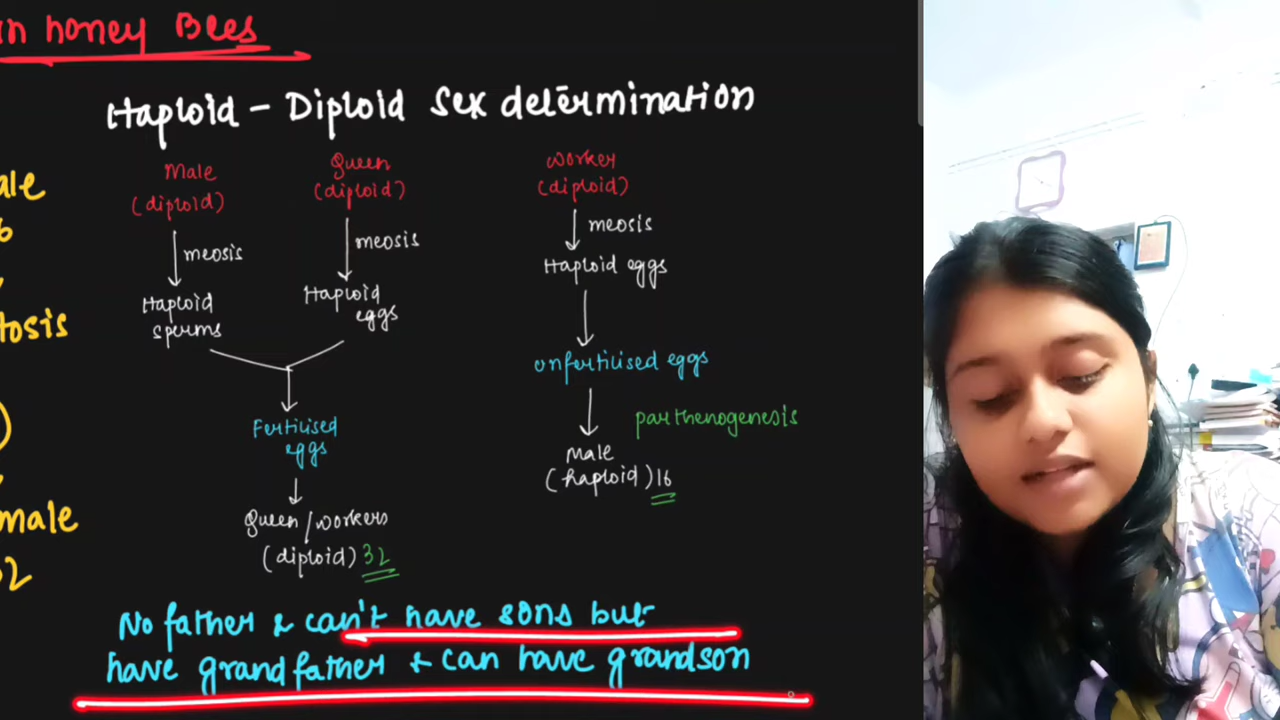 in honey Bees
Haploid - Diploid Sex determination
Male
(diploid)
meosis
Haploid
sperms
Queen
(diploid)
meosis
Haploid
eggs
Fertilised
eggs
Queen/workers
(diploid) 32
worker
(diploid)
meosis
Haploid eggs
unfertilised eggs
parthenogenesis
Male
(haploid) 16
ale
6
tosis
)
male
2
No father & can't have sons but
have grandfather & can have grandson